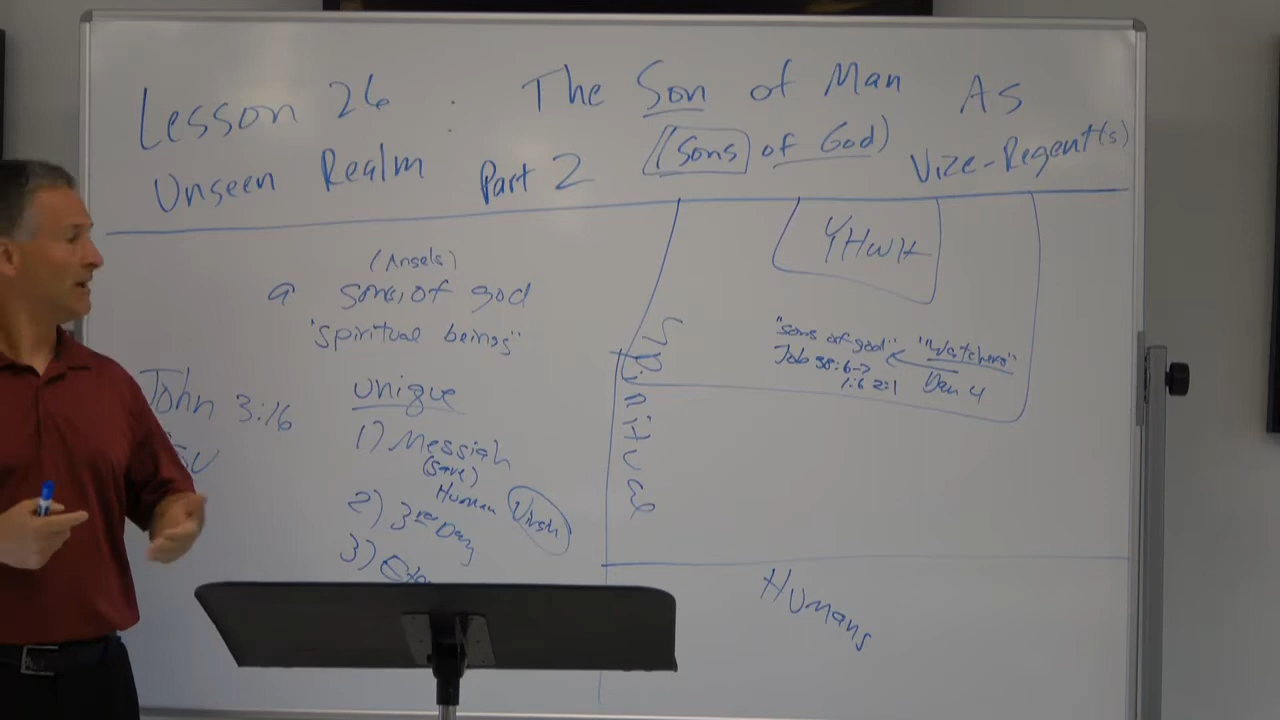 Lesson 26 . The Son of Man As
Unseen Realm Part 2 (Sons of God) Vize-Regent(s)
(Angels)
a sons, of god
"spiritual beings"
John 3:16
unique
1) Messiah
(Save)
Human
2) 3rd Day
3)
YHWH
"sons of god" "Watchers"
Job 38:6-7 Dan 4
1:6 2:1
Spiritual
Humans